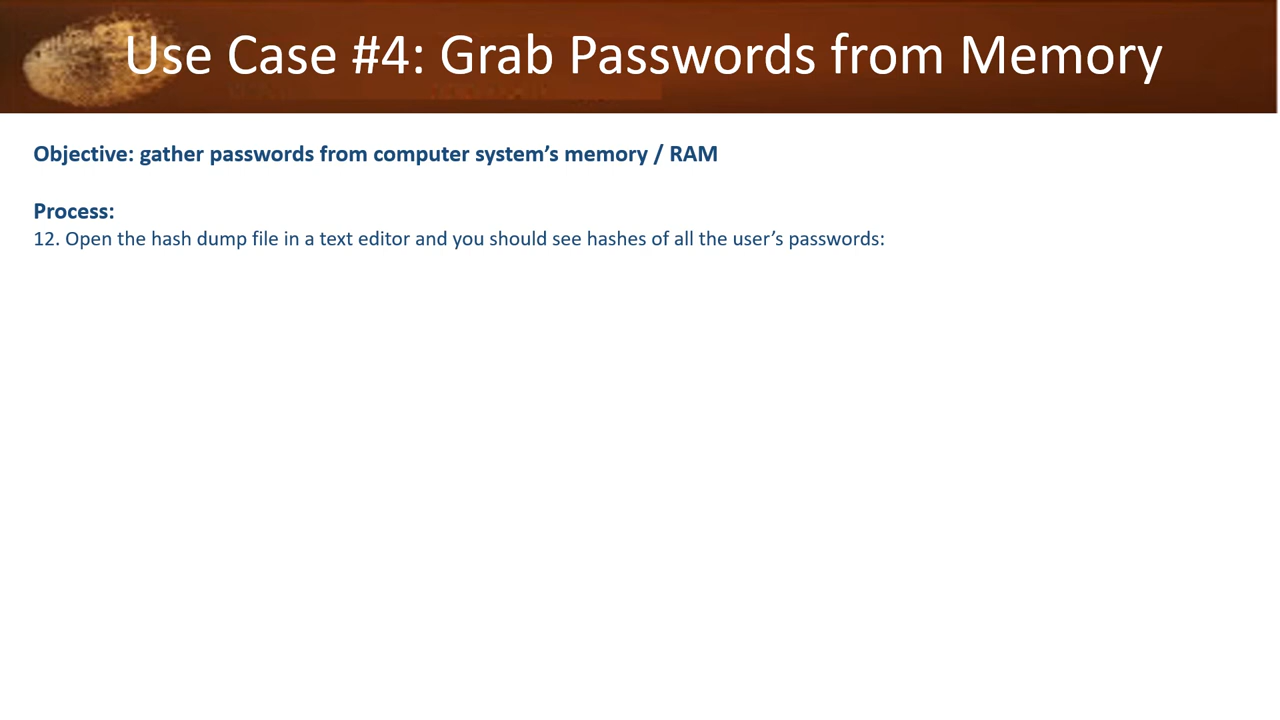 Use Case #4: Grab Passwords from Memory
Objective: gather passwords from computer system’s memory / RAM
Process:
12. Open the hash dump file in a text editor and you should see hashes of all the user’s passwords: